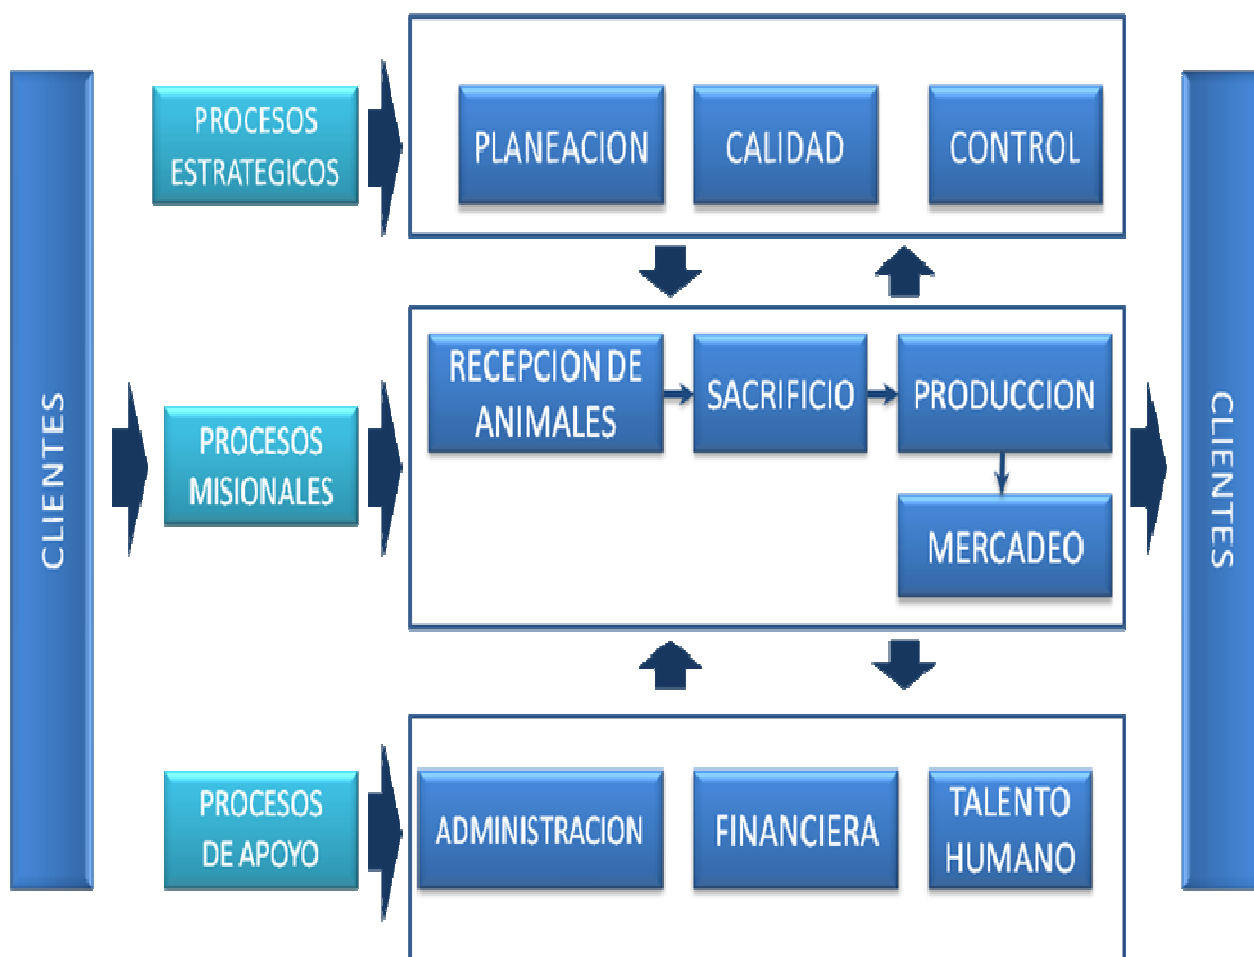 CLIENTES
PROCESOS
ESTRATEGICOS
PLANEACION
CALIDAD
CONTROL
PROCESOS
MISIONALES
RECEPCION DE
ANIMALES
SACRIFICIO
PRODUCCION
MERCADEO
PROCESOS
DE APOYO
ADMINISTRACION
FINANCIERA
TALENTO
HUMANO
CLIENTES